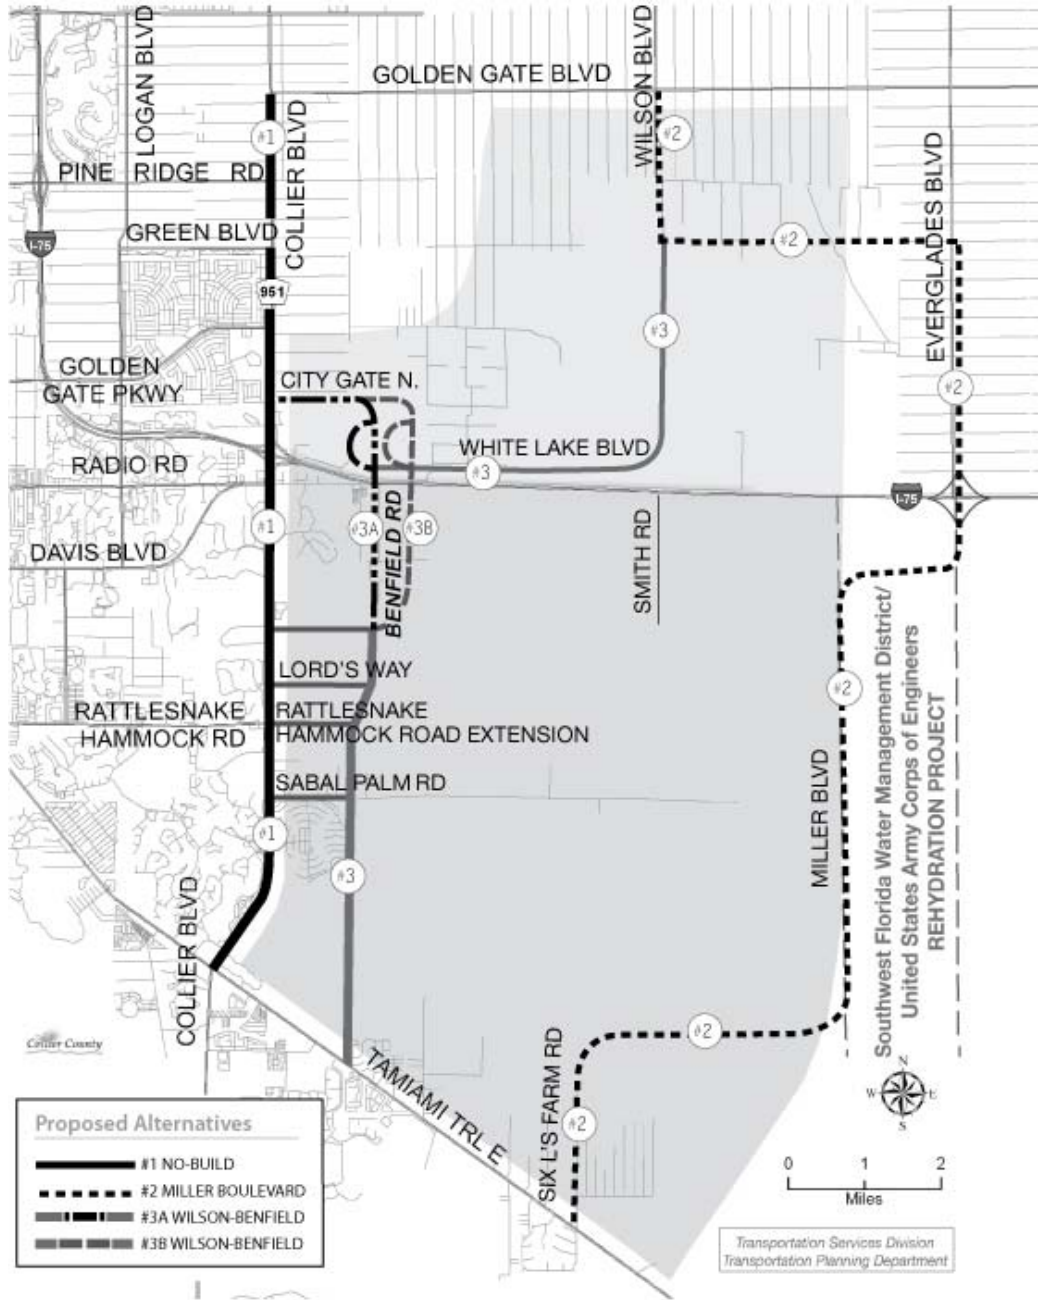 LOGAN BLVD
WILSON BLVD
GOLDEN GATE BLVD
#1
COLLIER BLVD
#2
PINE RIDGE RD
EVERGLADES BLVD
GREEN BLVD
I-75
#2
951
#3
GOLDEN
GATE PKWY
CITY GATE N.
#2
WHITE LAKE BLVD
RADIO RD
#3
I-75
#1
#3A
#3B
BENFIELD RD
SMITH RD
DAVIS BLVD
LORD'S WAY
#2
RATTLESNAKE
HAMMOCK RD
RATTLESNAKE
HAMMOCK ROAD EXTENSION
SABAL PALM RD
#1
#3
MILLER BLVD
Southwest Florida Water Management District/
United States Army Corps of Engineers
REHYDRATION PROJECT
COLLIER BLVD
#2
Collier County
SIX L'S FARM RD
TAMIAMI TRL E
#2
N
W
E
S
Proposed Alternatives
#1 NO-BUILD
#2 MILLER BOULEVARD
#3A WILSON-BENFIELD
#3B WILSON-BENFIELD
0 1 2
Miles
Transportation Services Division
Transportation Planning Department